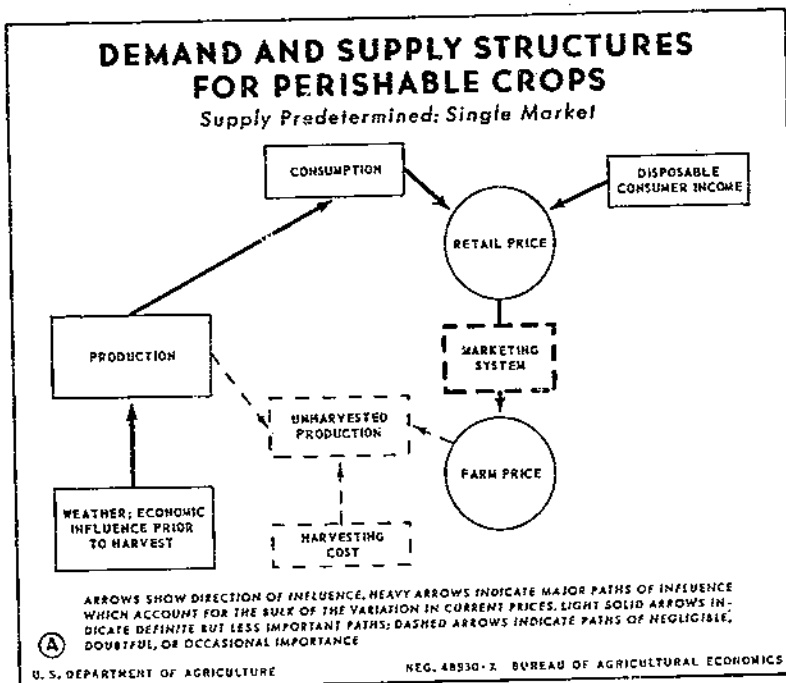 DEMAND AND SUPPLY STRUCTURES
FOR PERISHABLE CROPS
Supply Predetermined: Single Market
CONSUMPTION
DISPOSABLE
CONSUMER INCOME
RETAIL PRICE
PRODUCTION
MARKETING
SYSTEM
UNHARVESTED
PRODUCTION
FARM PRICE
WEATHER; ECONOMIC
INFLUENCE PRIOR
TO HARVEST
HARVESTING
COST
ARROWS SHOW DIRECTION OF INFLUENCE, HEAVY ARROWS INDICATE MAJOR PATHS OF INFLUENCE
WHICH ACCOUNT FOR THE BULK OF THE VARIATION IN CURRENT PRICES. LIGHT SOLID ARROWS IN-
DICATE DEFINITE BUT LESS IMPORTANT PATHS; DASHED ARROWS INDICATE PATHS OF NEGLIGIBLE,
DOUBTFUL, OR OCCASIONAL IMPORTANCE
A
U. S. DEPARTMENT OF AGRICULTURE NEG. 48930-X BUREAU OF AGRICULTURAL ECONOMICS